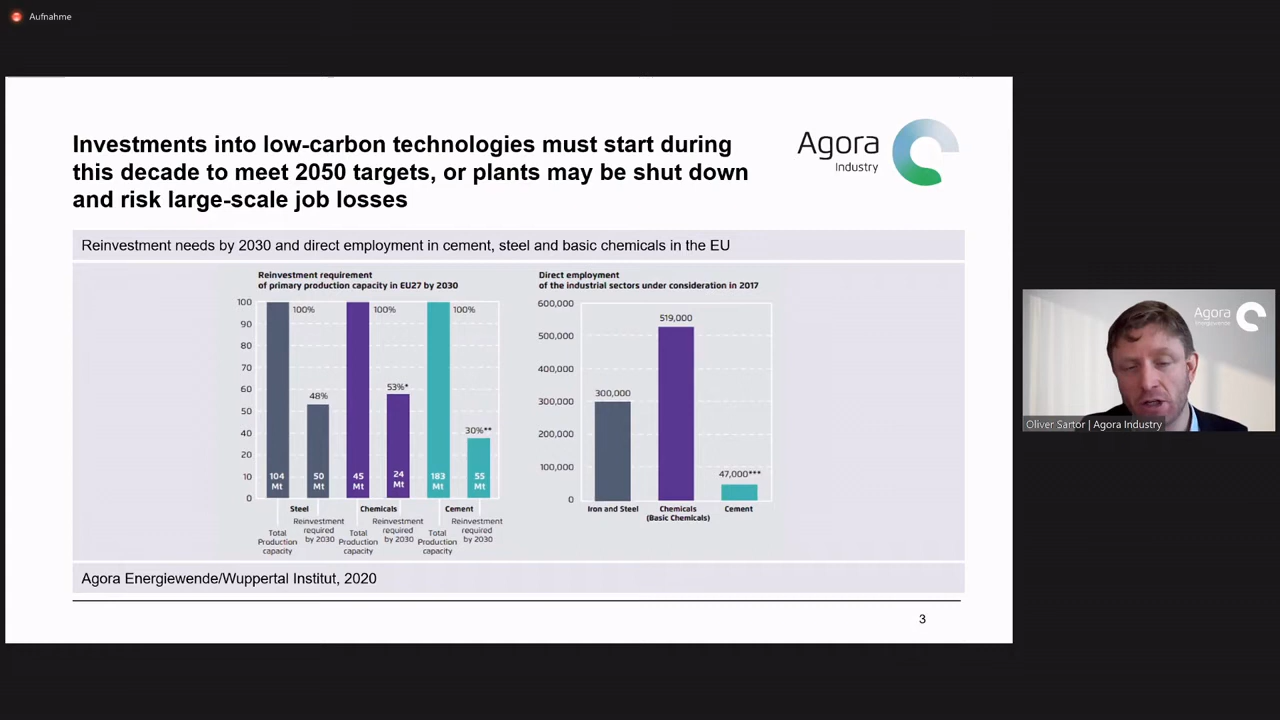 Aufnahme
Investments into low-carbon technologies must start during
this decade to meet 2050 targets, or plants may be shut down
and risk large-scale job losses
Agora
Industry
Reinvestment needs by 2030 and direct employment in cement, steel and basic chemicals in the EU
Reinvestment requirement
of primary production capacity in EU27 by 2030
100
90
80
70
60
50
40
30
20
10
0
100%
48%
100%
53%*
100%
30%**
104
Mt
50
Mt
45
Mt
24
Mt
183
Mt
55
Mt
Steel
Chemicals
Cement
Total
Production
capacity
Reinvestment
required
by 2030
Total
Production
capacity
Reinvestment
required
by 2030
Total
Production
capacity
Reinvestment
required
by 2030
Direct employment
of the industrial sectors under consideration in 2017
600,000
500,000
400,000
300,000
200,000
100,000
0
300,000
519,000
47,000***
Iron and Steel
Chemicals
(Basic Chemicals)
Cement
Agora Energiewende/Wuppertal Institut, 2020
3
Agora
Energiewende
Oliver Sartor | Agora Industry